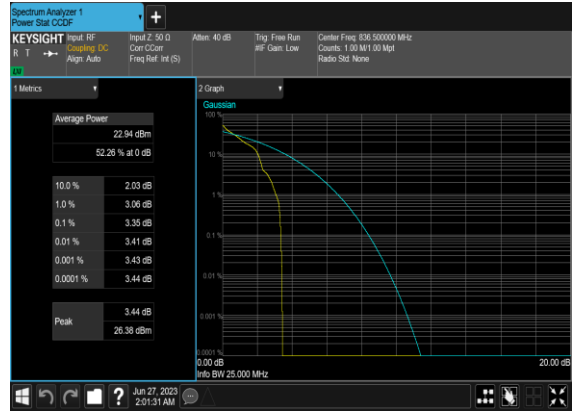 Spectrum Analyzer 1
Power Stat CCDF
KEYSIGHT
R T
LXI
Input: RF
Coupling: DC
Align: Auto
Input Z: 50 Ω
Corr CCorr
Freq Ref: Int (S)
Atten: 40 dB
Trig: Free Run
#IF Gain: Low
Center Freq: 836.500000 MHz
Counts: 1.00 M/1.00 Mpt
Radio Std: None
1 Metrics
Average Power
22.94 dBm
52.26 % at 0 dB
10.0 % 2.03 dB
1.0 % 3.06 dB
0.1 % 3.35 dB
0.01 % 3.41 dB
0.001 % 3.43 dB
0.0001 % 3.44 dB
Peak
3.44 dB
26.38 dBm
2 Graph
Gaussian
100 %
10 %
1 %
0.1 %
0.01 %
0.001 %
0.0001 %
0.00 dB
20.00 dB
Info BW 25.000 MHz
?
Jun 27, 2023
2:01:31 AM